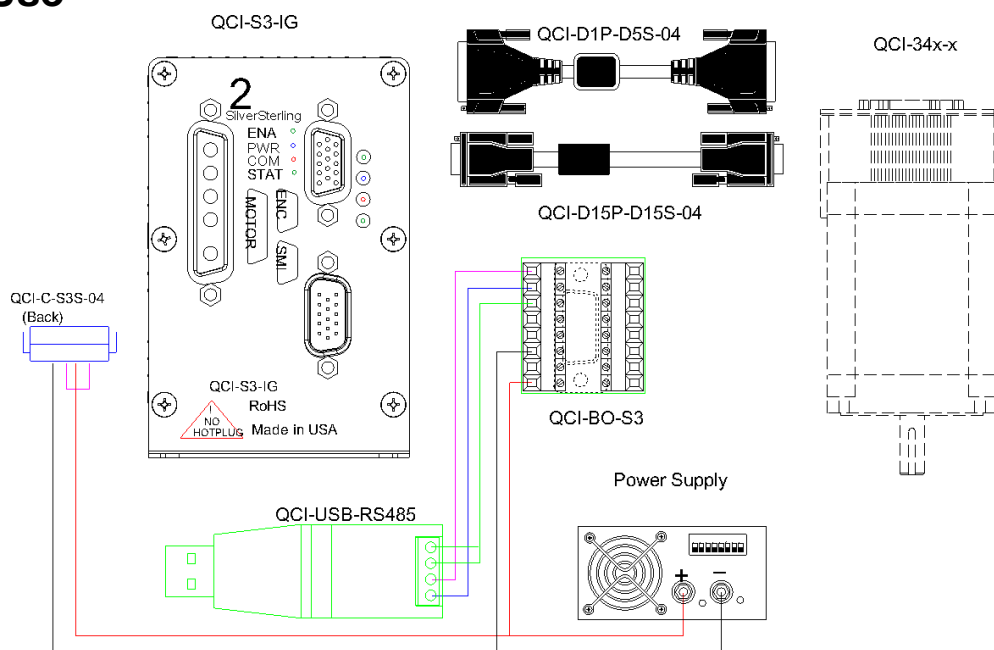 QCI-S3-IG
QCI-D1P-D5S-04
QCI-34x-x
2
SilverSterling
ENA
PWR
COM
STAT
MOTOR
ENC
SMI
QCI-D15P-D15S-04
QCI-C-S3S-04
(Back)
QCI-S3-IG
RoHS
Made in USA
!
NO
HOTPLUG
QCI-BO-S3
Power Supply
QCI-USB-RS485
+ −